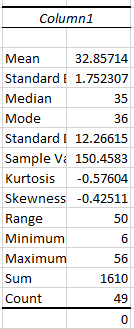 Column1
Mean 32.85714
Standard E 1.752307
Median 35
Mode 36
Standard D 12.26615
Sample Va 150.4583
Kurtosis -0.57604
Skewness -0.42511
Range 50
Minimum 6
Maximum 56
Sum 1610
Count 49
0